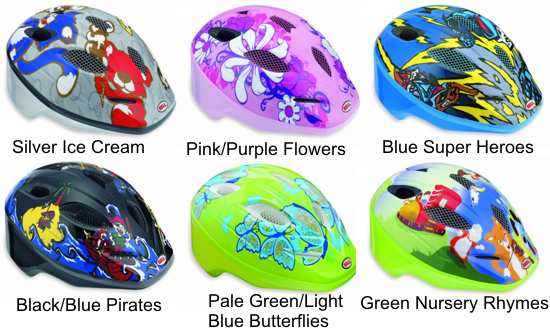 Silver Ice Cream
Pink/Purple Flowers
Blue Super Heroes
Black/Blue Pirates
Pale Green/Light
Blue Butterflies
Green Nursery Rhymes